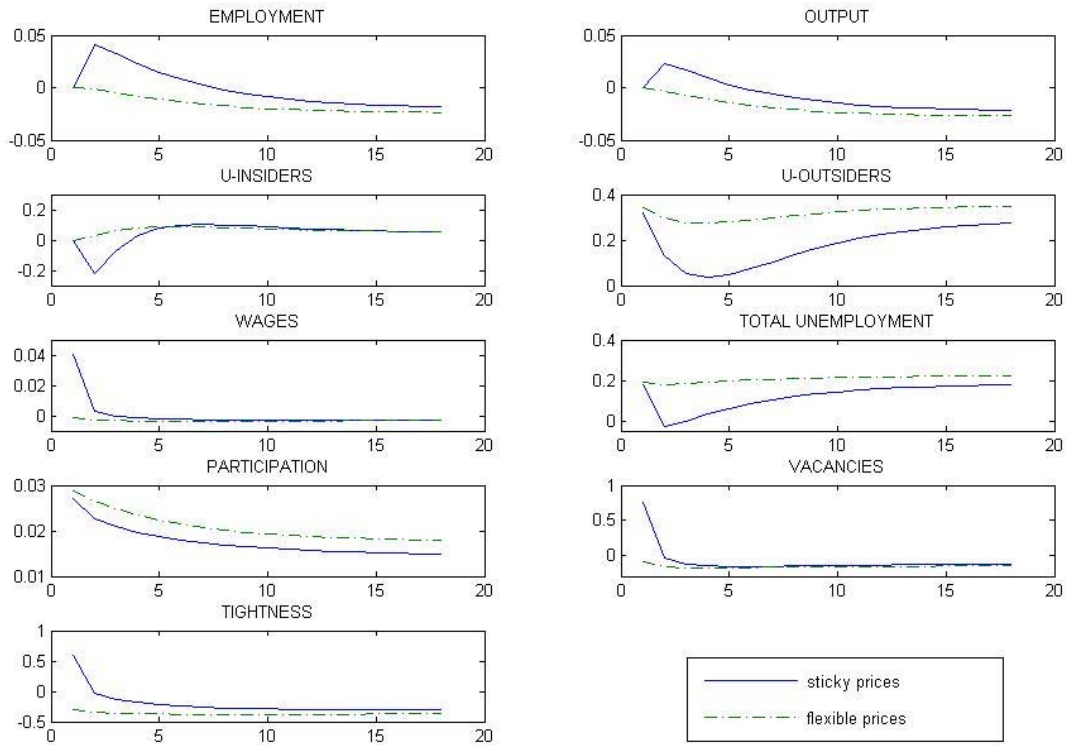 EMPLOYMENT
0.05
0
-0.05
0 5 10 15 20
OUTPUT
0.05
0
-0.05
0 5 10 15 20
U-INSIDERS
0.2
0
-0.2
0 5 10 15 20
U-OUTSIDERS
0.4
0.2
0
0 5 10 15 20
WAGES
0.04
0.02
0
0 5 10 15 20
TOTAL UNEMPLOYMENT
0.4
0.2
0
0 5 10 15 20
PARTICIPATION
0.03
0.02
0.01
0 5 10 15 20
VACANCIES
1
0.5
0
0 5 10 15 20
TIGHTNESS
1
0.5
0
-0.5
0 5 10 15 20
sticky prices
flexible prices